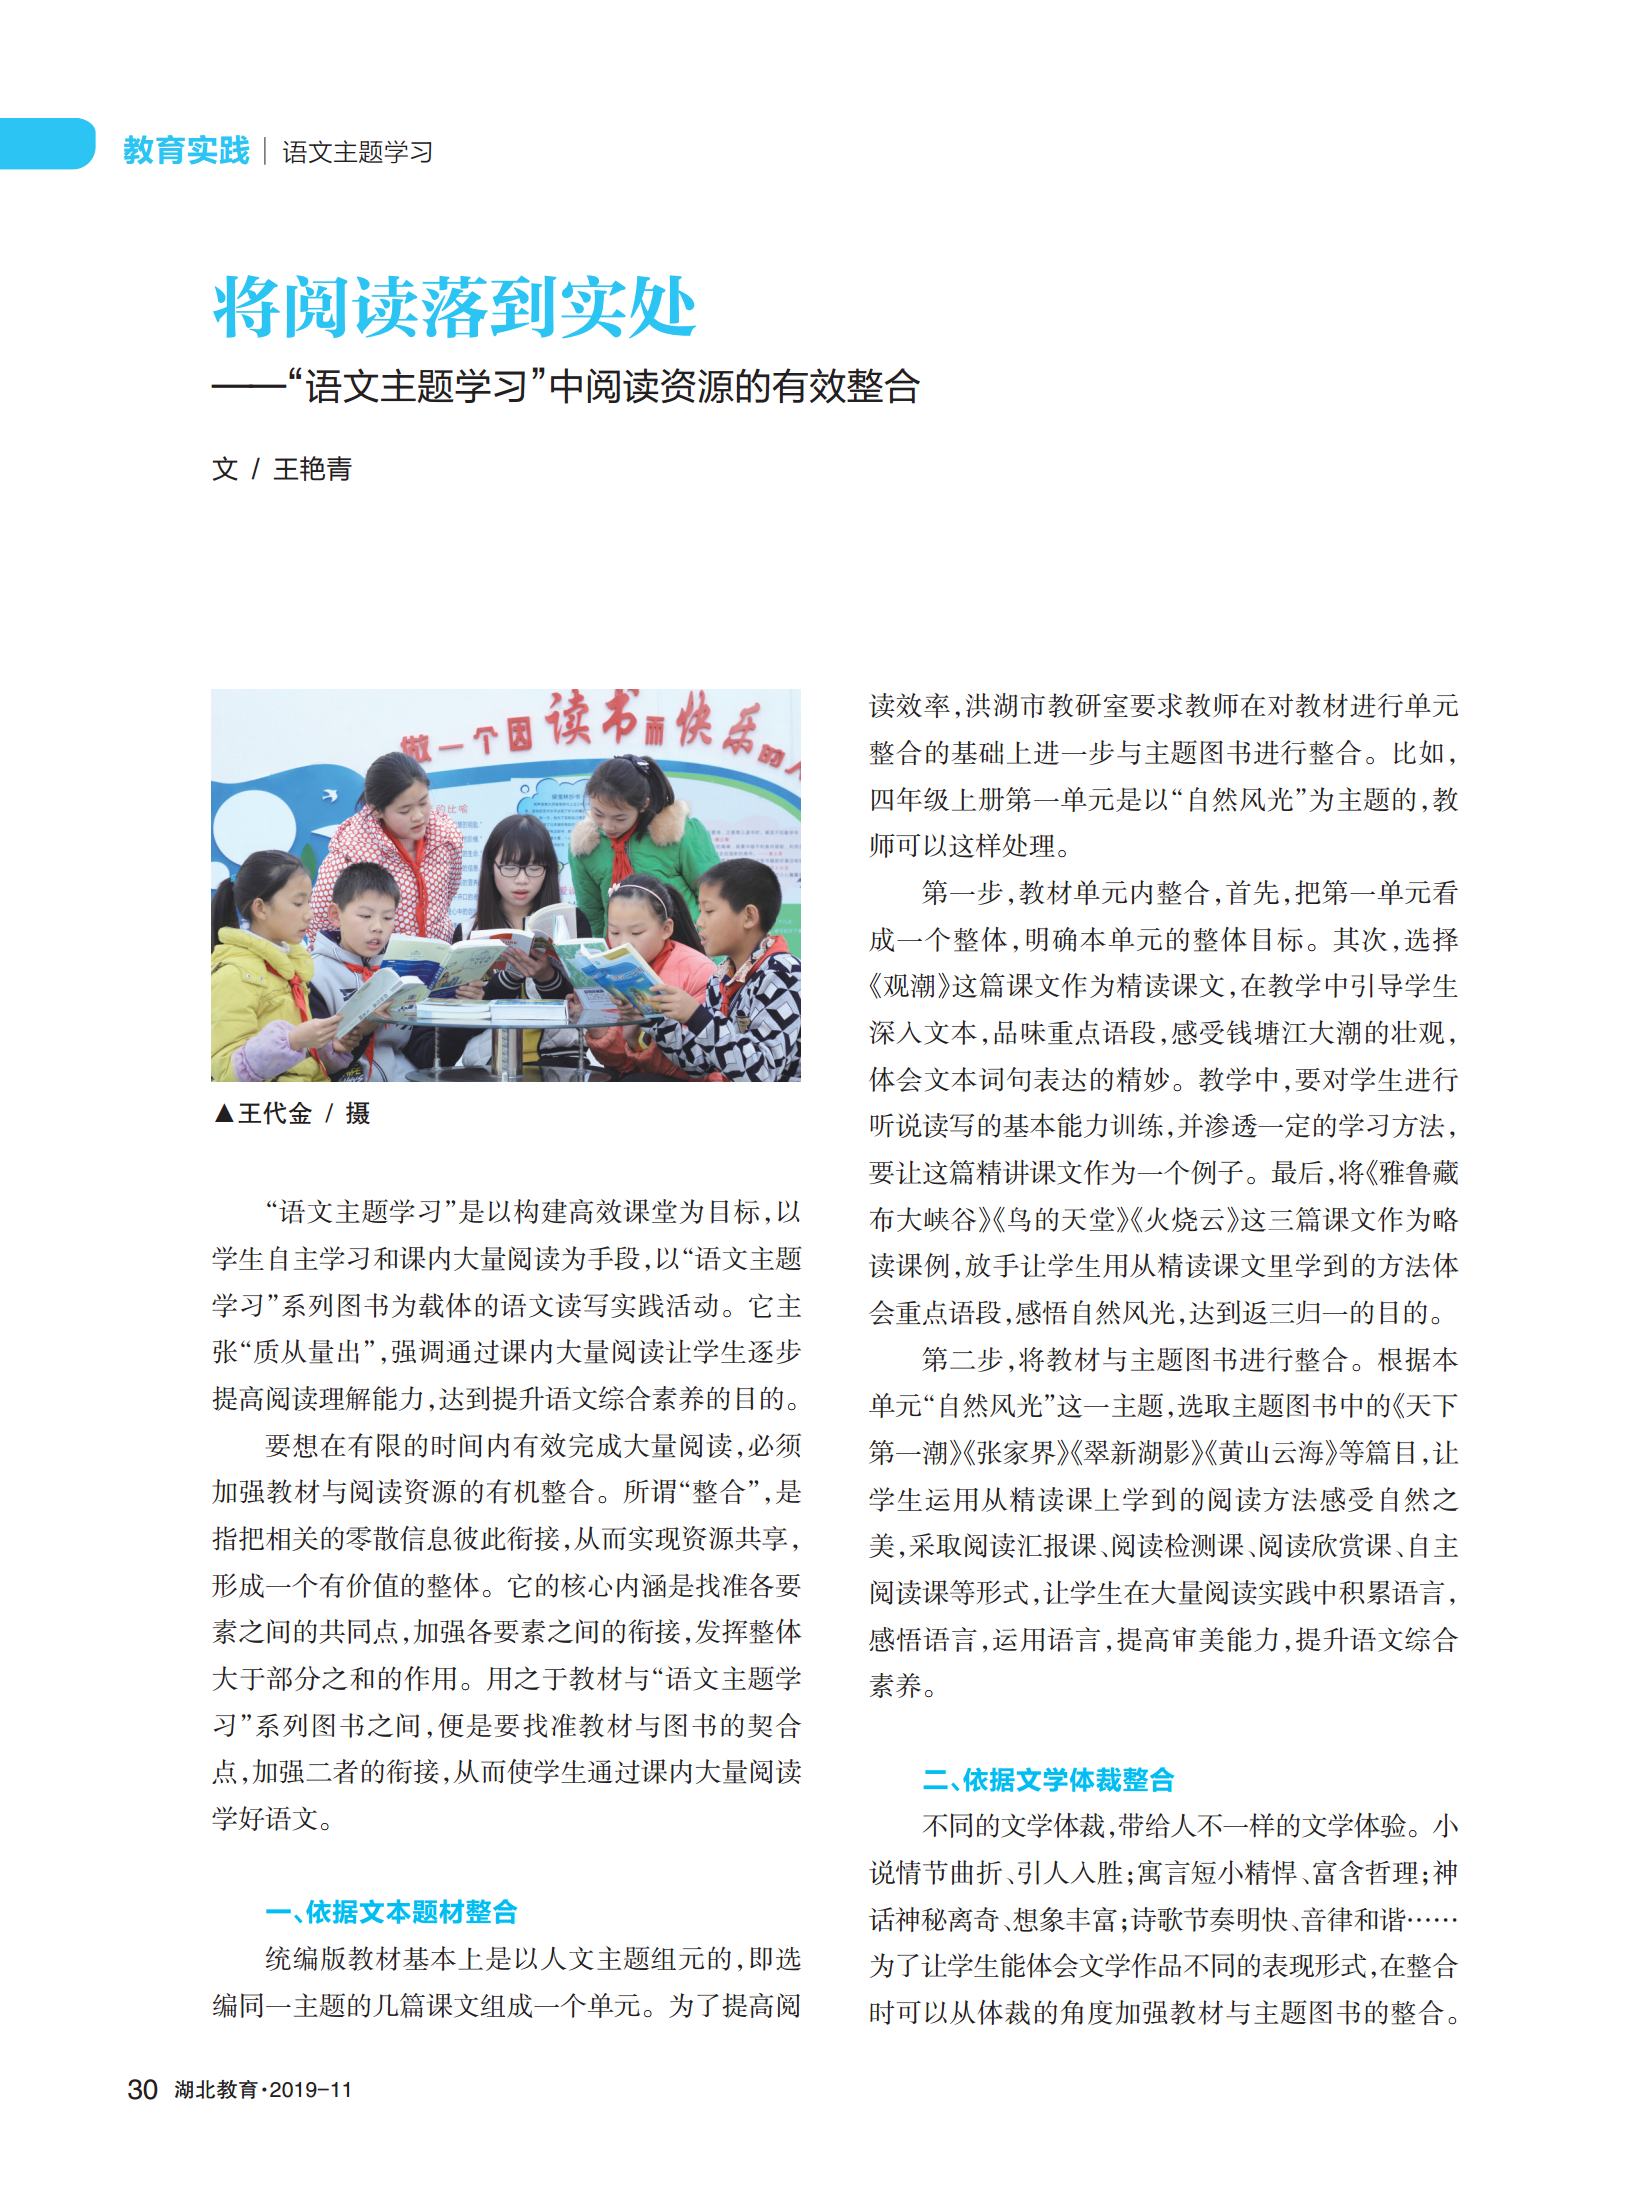 教育实践｜语文主题学习
将阅读落到实处
——“语文主题学习”中阅读资源的有效整合
文 / 王艳青
做一个因读书而快乐的人
的比喻
▲王代金 / 摄
“语文主题学习”是以构建高效课堂为目标，以
学生自主学习和课内大量阅读为手段，以“语文主题
学习”系列图书为载体的语文读写实践活动。它主
张“质从量出”，强调通过课内大量阅读让学生逐步
提高阅读理解能力，达到提升语文综合素养的目的。
要想在有限的时间内有效完成大量阅读，必须
加强教材与阅读资源的有机整合。所谓“整合”，是
指把相关的零散信息彼此衔接，从而实现资源共享，
形成一个有价值的整体。它的核心内涵是找准各要
素之间的共同点，加强各要素之间的衔接，发挥整体
大于部分之和的作用。用之于教材与“语文主题学
习”系列图书之间，便是要找准教材与图书的契合
点，加强二者的衔接，从而使学生通过课内大量阅读
学好语文。
一、依据文本题材整合
统编版教材基本上是以人文主题组元的，即选
编同一主题的几篇课文组成一个单元。为了提高阅
读效率，洪湖市教研室要求教师在对教材进行单元
整合的基础上进一步与主题图书进行整合。比如，
四年级上册第一单元是以“自然风光”为主题的，教
师可以这样处理。
第一步，教材单元内整合，首先，把第一单元看
成一个整体，明确本单元的整体目标。其次，选择
《观潮》这篇课文作为精读课文，在教学中引导学生
深入文本，品味重点语段，感受钱塘江大潮的壮观，
体会文本词句表达的精妙。教学中，要对学生进行
听说读写的基本能力训练，并渗透一定的学习方法，
要让这篇精讲课文作为一个例子。最后，将《雅鲁藏
布大峡谷》《鸟的天堂》《火烧云》这三篇课文作为略
读课例，放手让学生用从精读课文里学到的方法体
会重点语段，感悟自然风光，达到返三归一的目的。
第二步，将教材与主题图书进行整合。根据本
单元“自然风光”这一主题，选取主题图书中的《天下
第一潮》《张家界》《翠新湖影》《黄山云海》等篇目，让
学生运用从精读课上学到的阅读方法感受自然之
美，采取阅读汇报课、阅读检测课、阅读欣赏课、自主
阅读课等形式，让学生在大量阅读实践中积累语言，
感悟语言，运用语言，提高审美能力，提升语文综合
素养。
二、依据文学体裁整合
不同的文学体裁，带给人不一样的文学体验。小
说情节曲折、引人入胜；寓言短小精悍、富含哲理；神
话神秘离奇、想象丰富；诗歌节奏明快、音律和谐……
为了让学生能体会文学作品不同的表现形式，在整合
时可以从体裁的角度加强教材与主题图书的整合。
30 湖北教育·2019-11